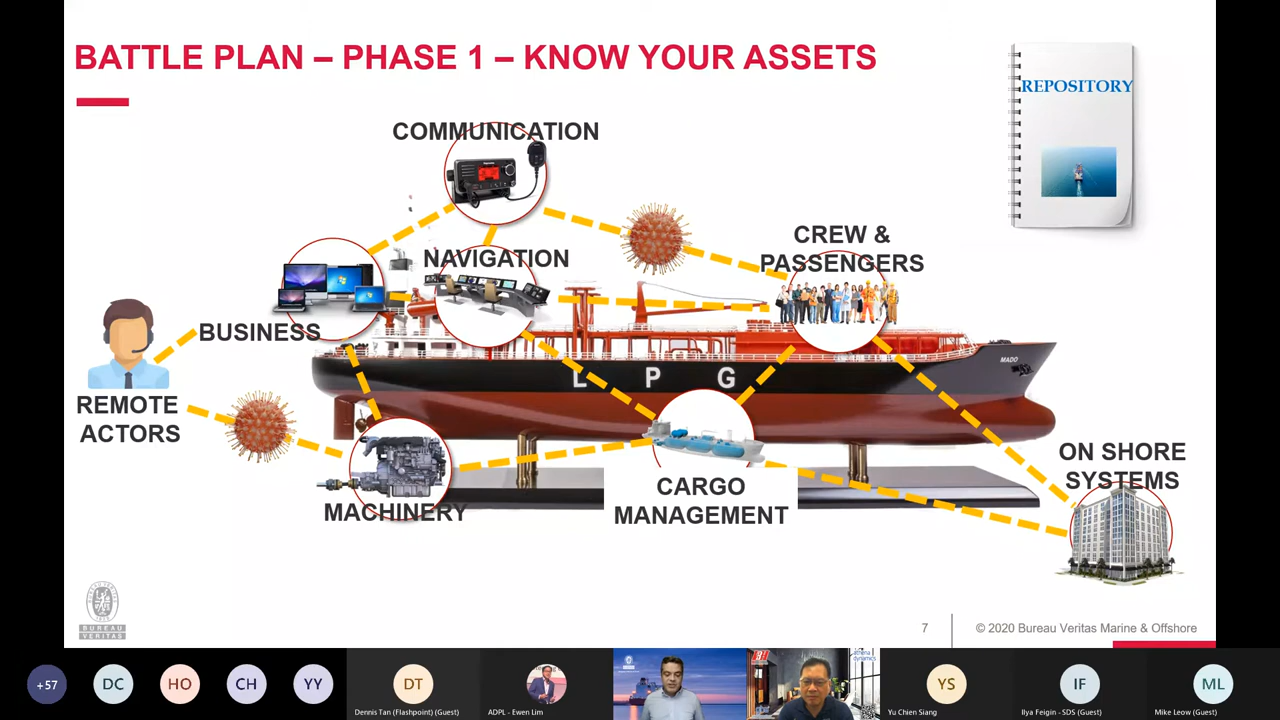 BATTLE PLAN – PHASE 1 – KNOW YOUR ASSETS
REPOSITORY
COMMUNICATION
NAVIGATION
CREW &
PASSENGERS
BUSINESS
REMOTE
ACTORS
L P G
MADO
MACHINERY
CARGO
MANAGEMENT
ON SHORE
SYSTEMS
BUREAU
VERITAS
7
© 2020 Bureau Veritas Marine & Offshore
+57
DC
HO
CH
YY
DT
Dennis Tan (Flashpoint) (Guest)
ADPL - Ewen Lim
athena
dynamics
YS
Yu Chien Siang
IF
Ilya Feigin - SDS (Guest)
ML
Mike Leow (Guest)